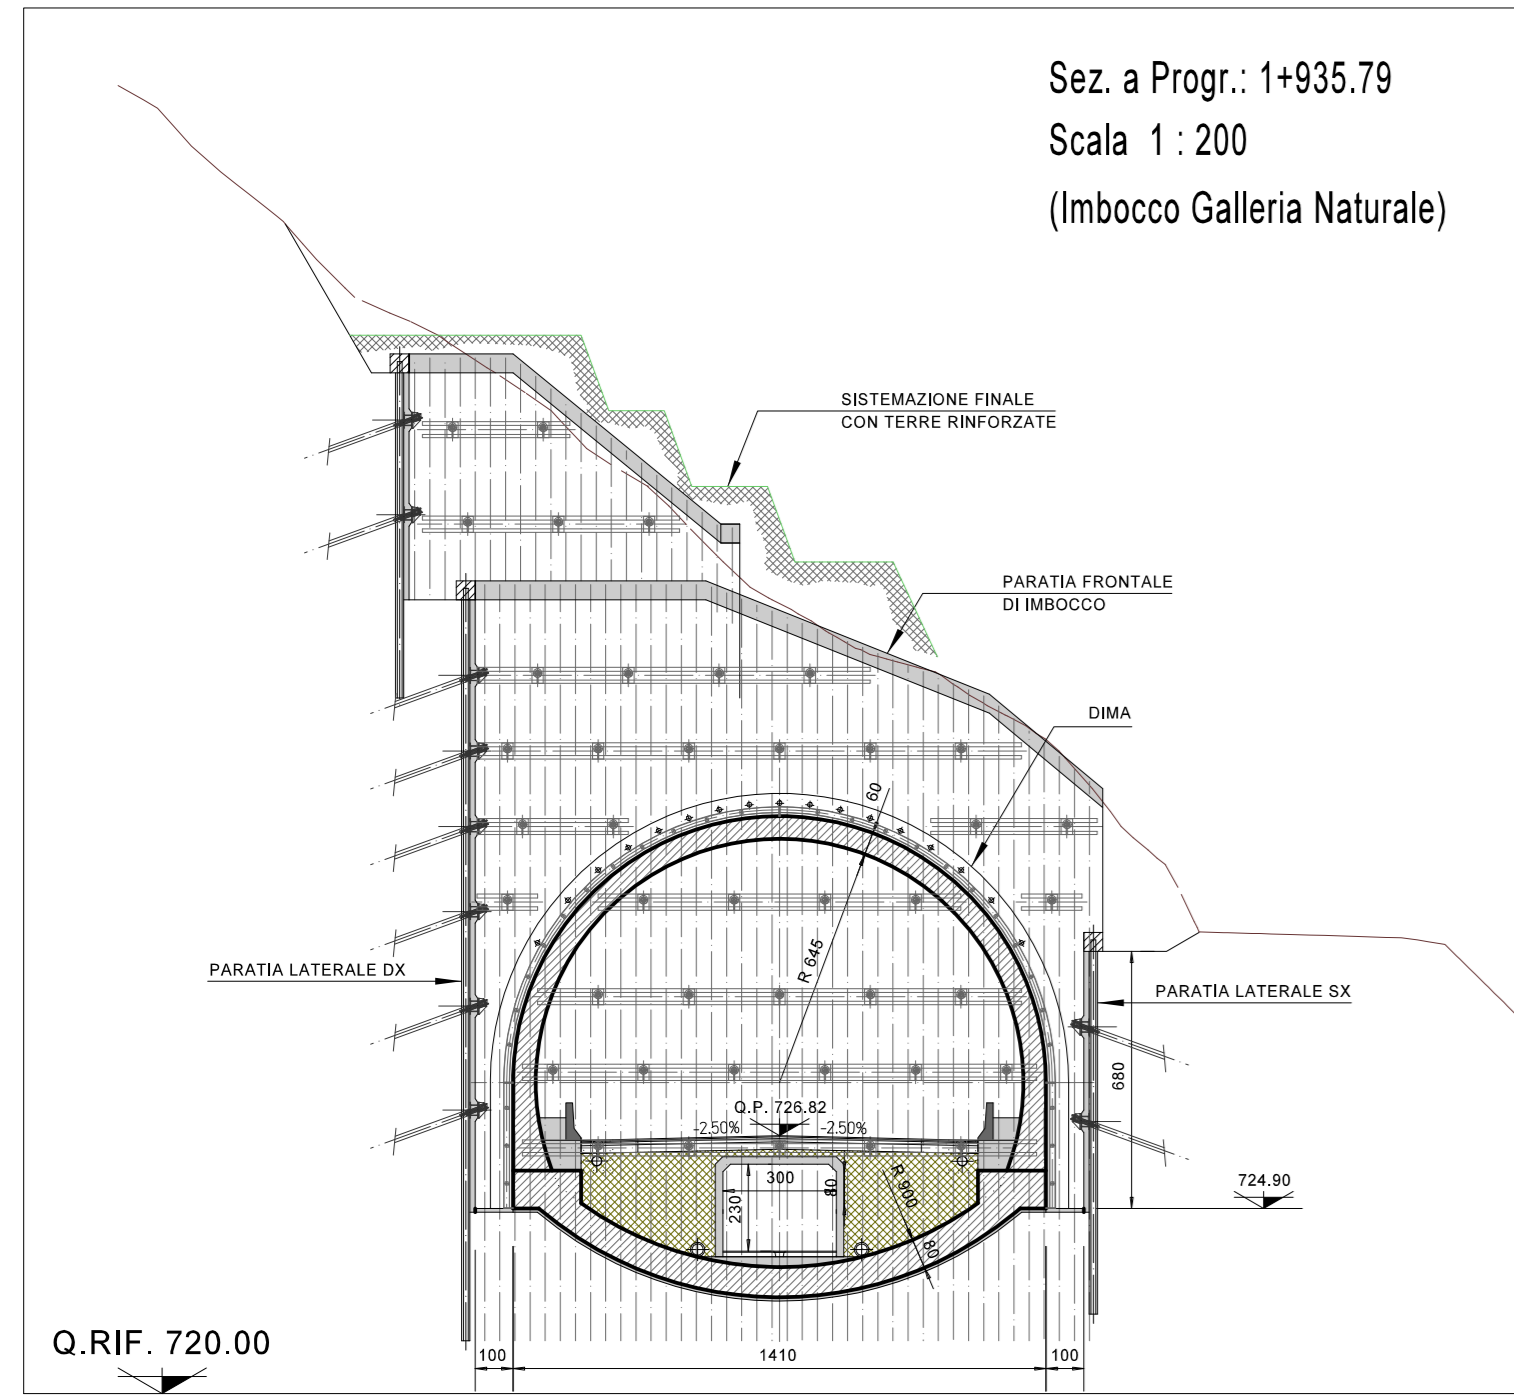 Sez. a Progr.: 1+935.79
Scala 1 : 200
(Imbocco Galleria Naturale)
SISTEMAZIONE FINALE
CON TERRE RINFORZATE
PARATIA FRONTALE
DI IMBOCCO
DIMA
60
R 645
PARATIA LATERALE DX
PARATIA LATERALE SX
680
Q.P. 726.82
-2.50%
-2.50%
300
80
230
R 900
80
724.90
Q.RIF. 720.00
100
1410
100